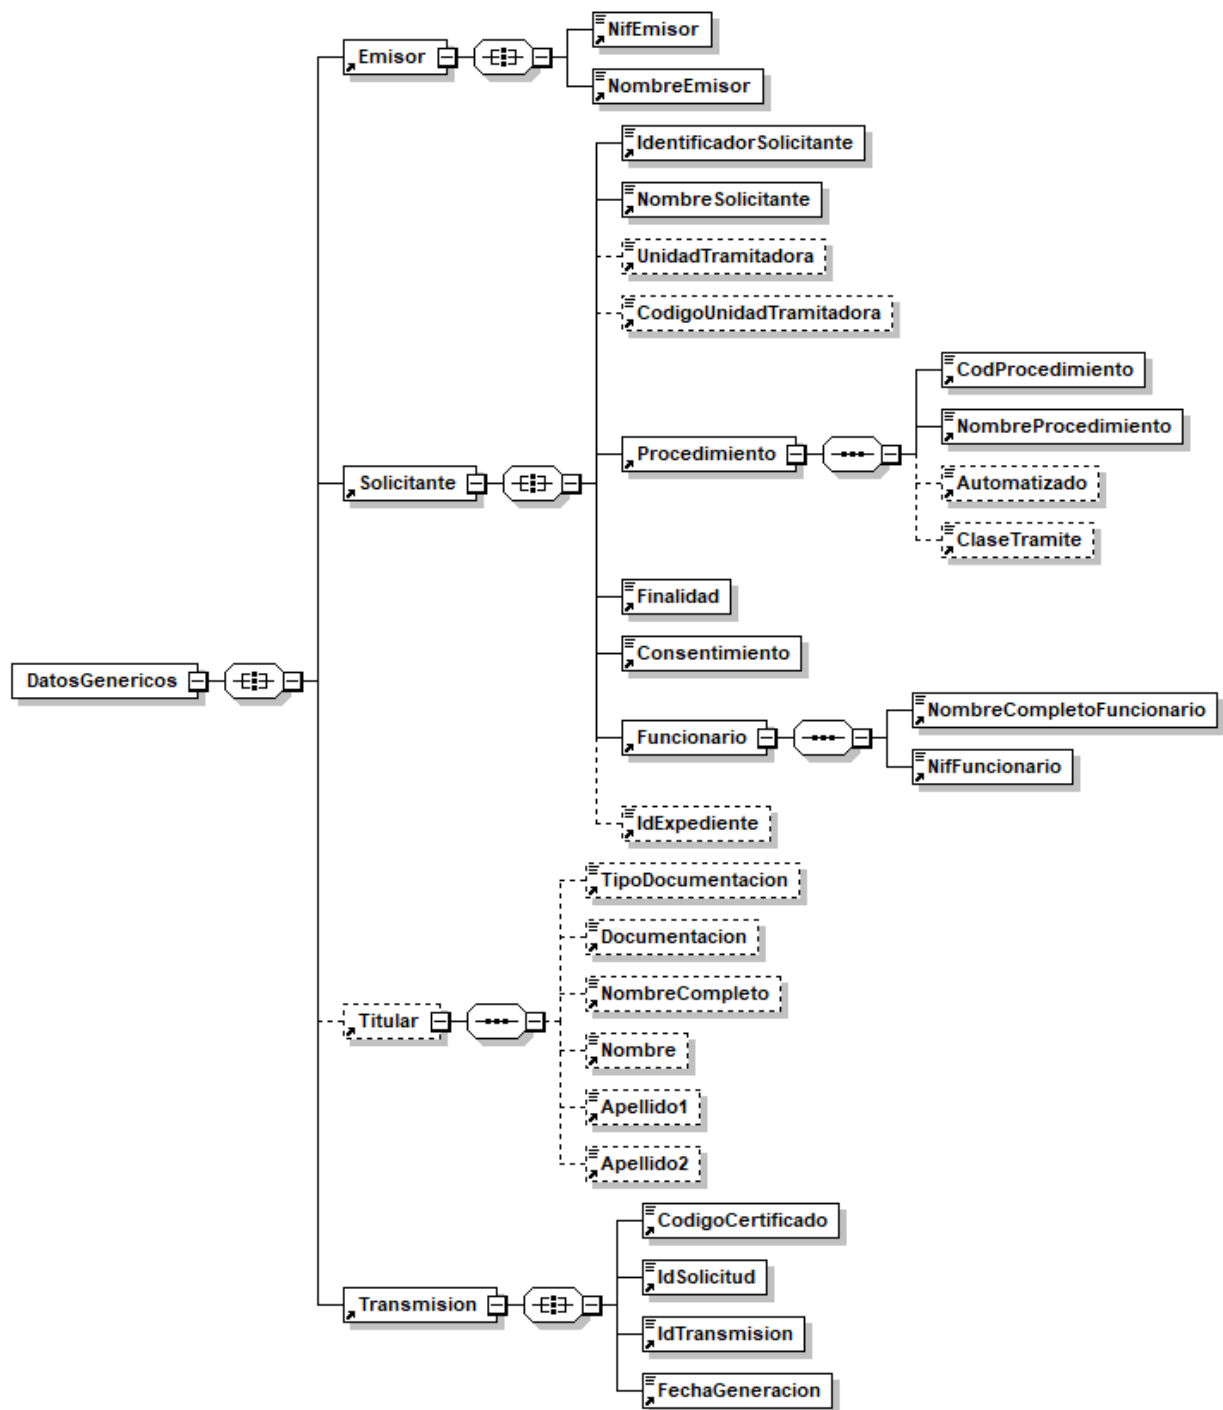 NifEmisor
Emisor
NombreEmisor
IdentificadorSolicitante
NombreSolicitante
UnidadTramitadora
CodigoUnidadTramitadora
CodProcedimiento
NombreProcedimiento
Procedimiento
Solicitante
Automatizado
ClaseTramite
Finalidad
Consentimiento
DatosGenericos
NombreCompletoFuncionario
Funcionario
NifFuncionario
IdExpediente
TipoDocumentacion
Documentacion
NombreCompleto
Titular
Nombre
Apellido1
Apellido2
CodigoCertificado
IdSolicitud
Transmision
IdTransmision
FechaGeneracion